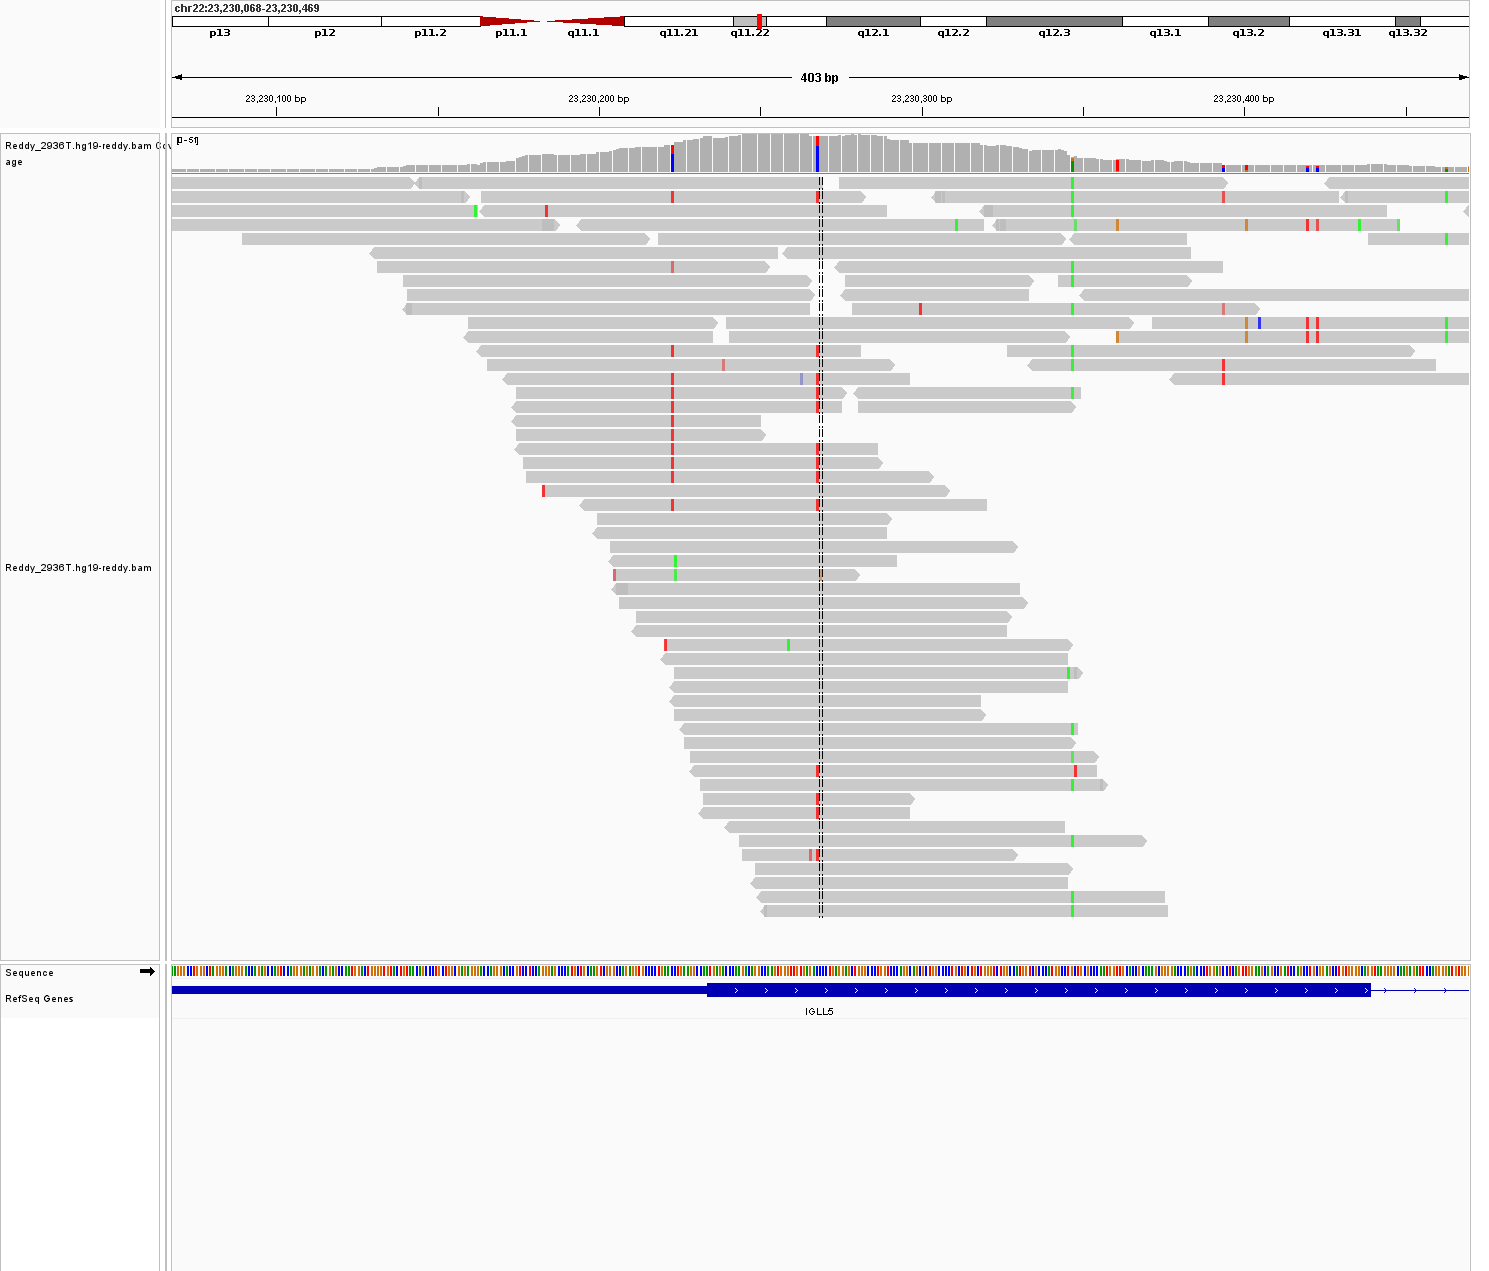 chr22:23,230,068-23,230,469
p13 p12 p11.2 p11.1 q11.1 q11.21 q11.22 q12.1 q12.2 q12.3 q13.1 q13.2 q13.31 q13.32
403 bp
23,230,100 bp 23,230,200 bp 23,230,300 bp 23,230,400 bp
Reddy_2936T.hg19-reddy.bam Cov
age
[0-51]
Reddy_2936T.hg19-reddy.bam
Sequence
RefSeq Genes
IGLL5